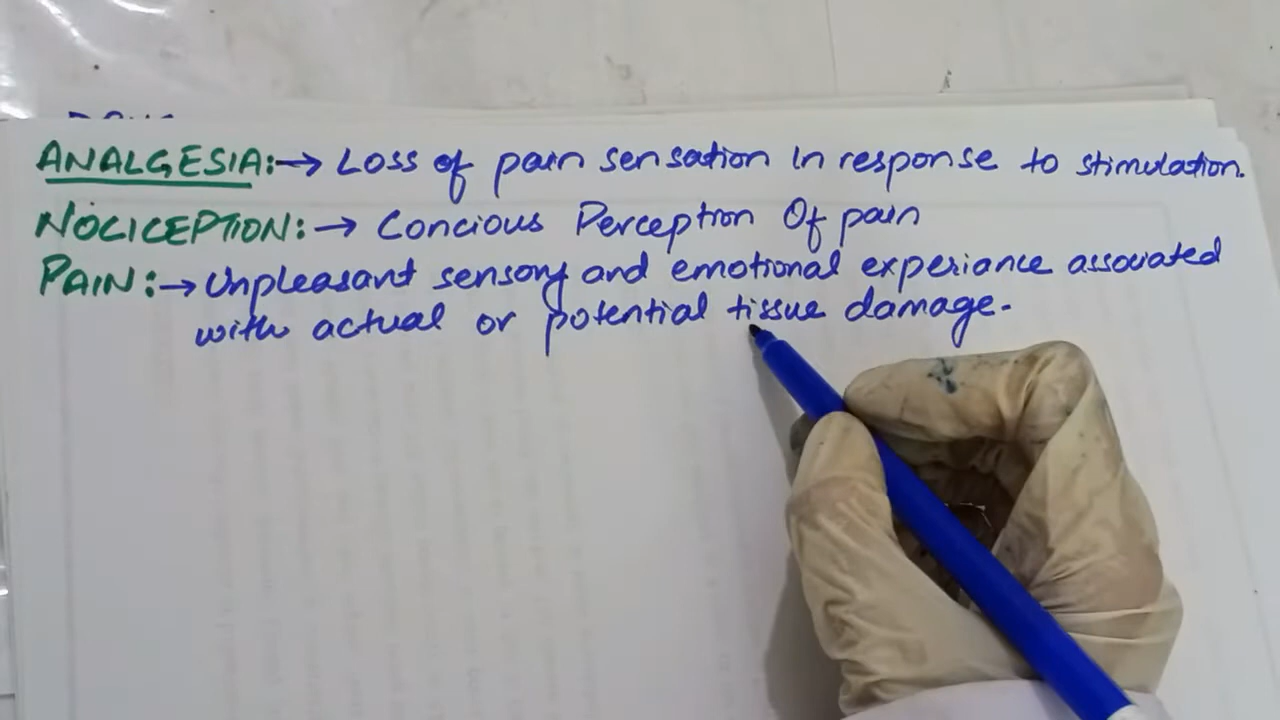 ANALGESIA:→ Loss of pain sensation in response to stimulation.
NOCICEPTION:→ Concious Perception Of pain
PAIN:→ Unpleasant sensory and emotional experiance associated
with actual or potential tissue damage.